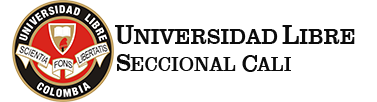 UNIVERSIDAD LIBRE
SCIENTIA FONS LIBERTATIS
COLOMBIA
UNIVERSIDAD LIBRE
SECCIONAL CALI